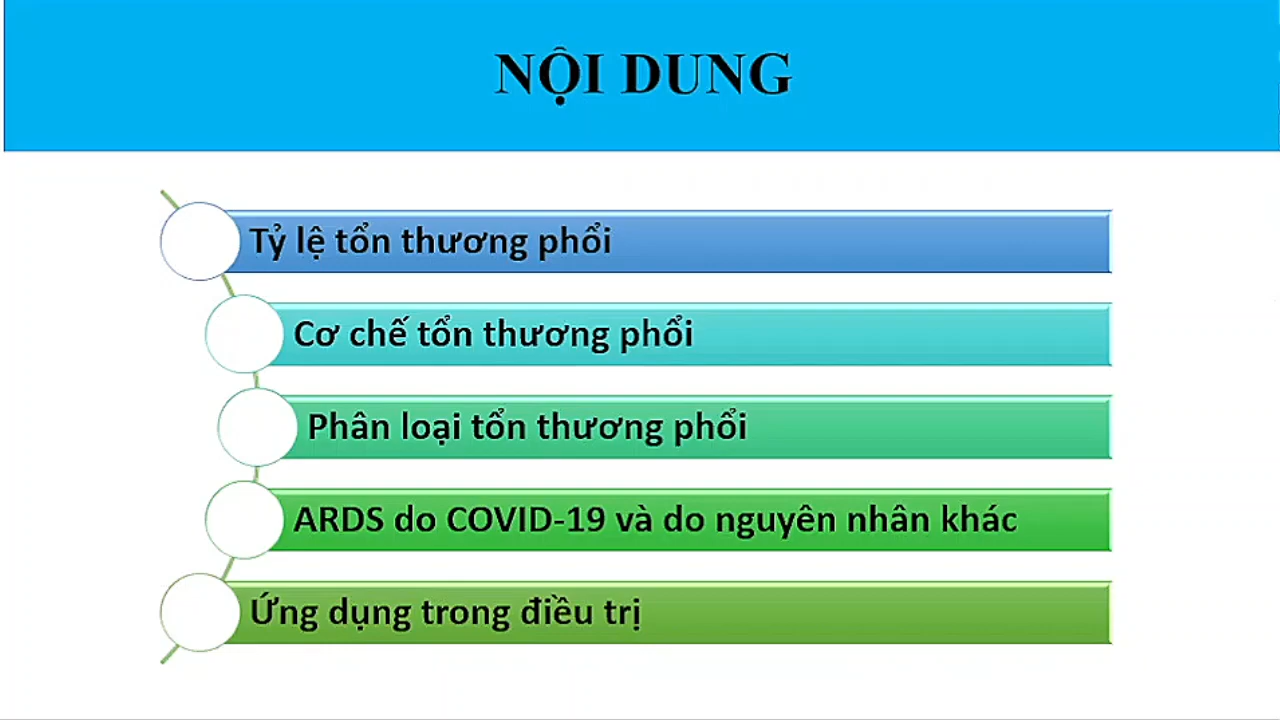 NỘI DUNG
Tỷ lệ tổn thương phổi
Cơ chế tổn thương phổi
Phân loại tổn thương phổi
ARDS do COVID-19 và do nguyên nhân khác
Ứng dụng trong điều trị